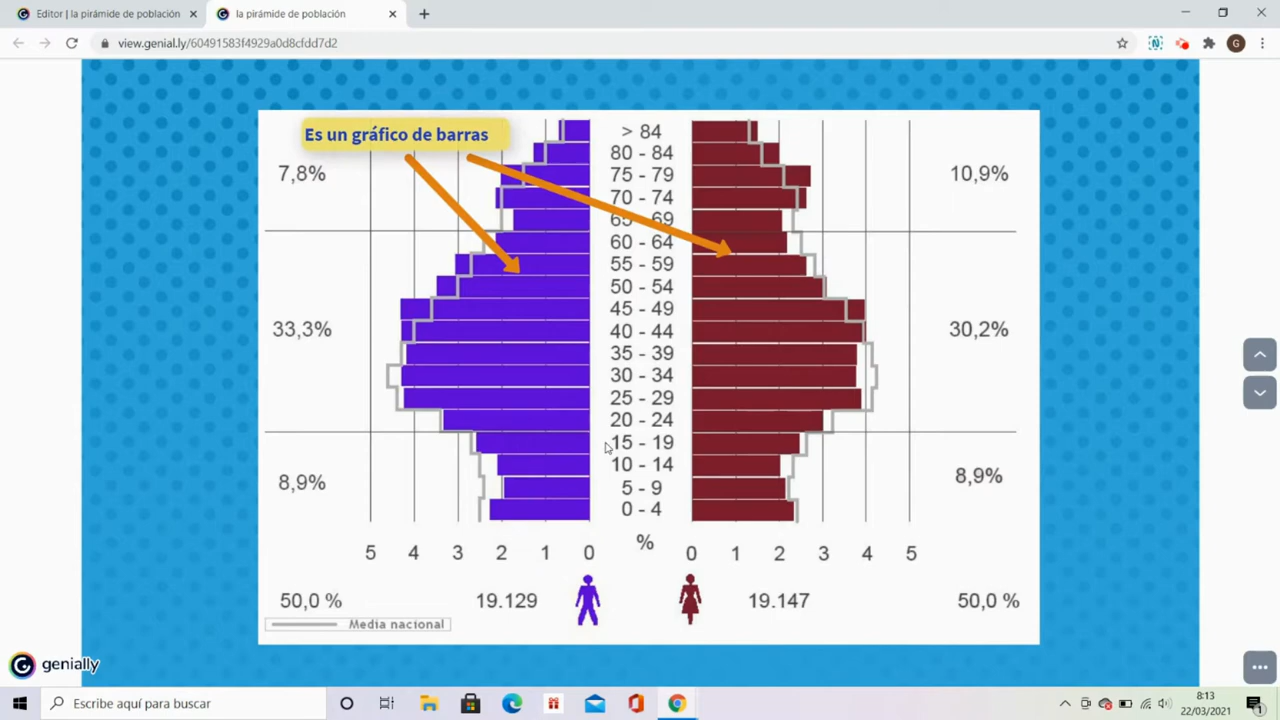 Editor | la pirámide de población
la pirámide de población
view.genial.ly/60491583f4929a0d8cfdd7d2
G
Es un gráfico de barras
> 84
80 - 84
7,8%
75 - 79
10,9%
70 - 74
65 - 69
60 - 64
55 - 59
50 - 54
45 - 49
33,3%
40 - 44
30,2%
35 - 39
30 - 34
25 - 29
20 - 24
15 - 19
10 - 14
8,9%
5 - 9
8,9%
0 - 4
5 4 3 2 1 0 % 0 1 2 3 4 5
50,0 % 19.129 19.147 50,0 %
Media nacional
genially
Escribe aquí para buscar
8:13
22/03/2021
1